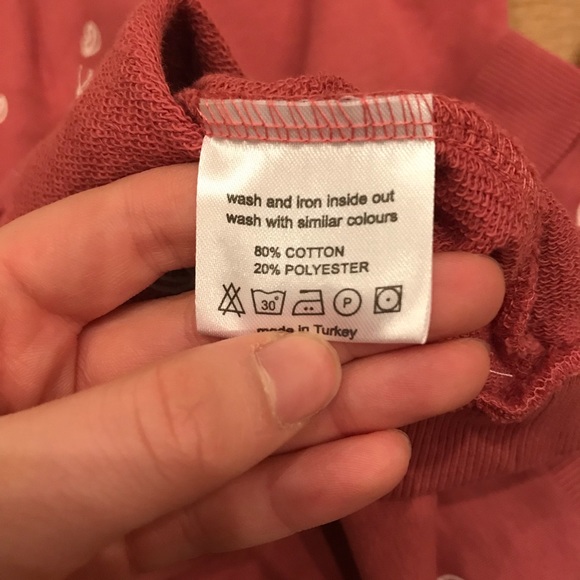 wash and iron inside out
wash with similar colours
80% COTTON
20% POLYESTER
30° P
made in Turkey